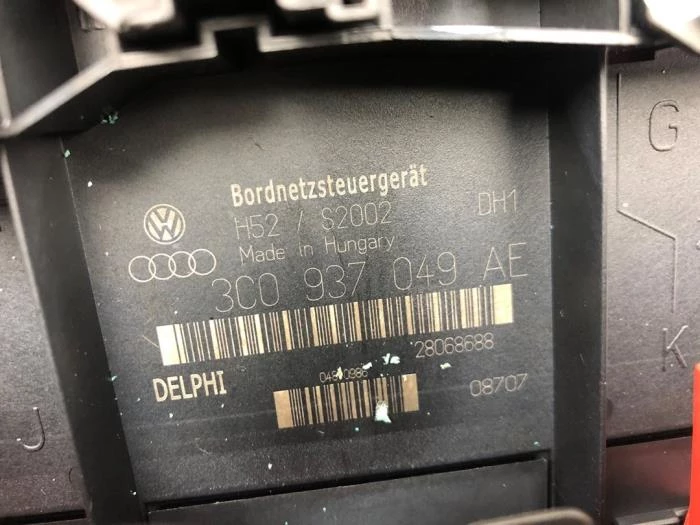 Bordnetzsteuergerät
H52 / S2002 DH1
Made in Hungary
3C0 937 049 AE
28068688
DELPHI
08707
G
K
J